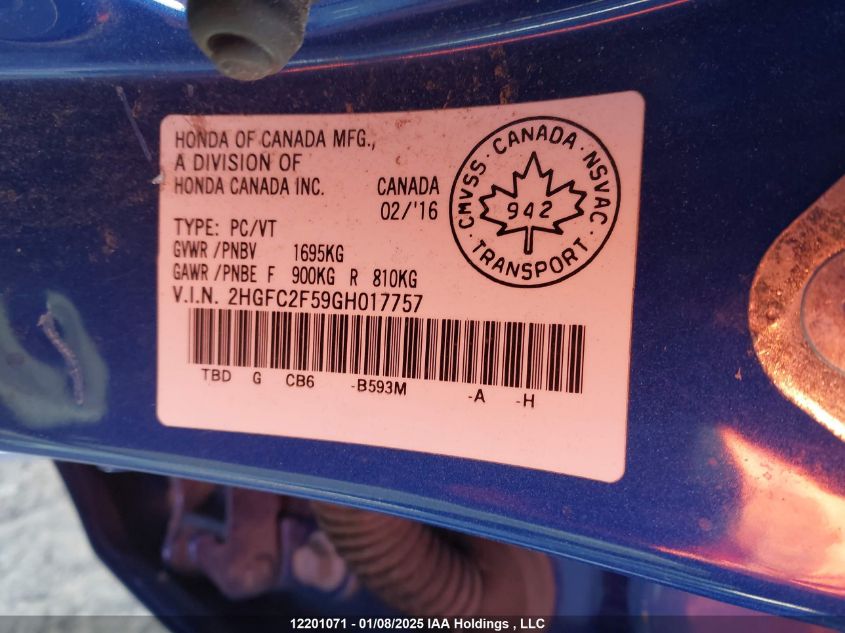 HONDA OF CANADA MFG.,
A DIVISION OF
HONDA CANADA INC. CANADA
02/'16
TYPE: PC/VT
GVWR /PNBV 1695KG
GAWR /PNBE F 900KG R 810KG
V.I.N. 2HGFC2F59GH017757
TBD G CB6 -B593M -A -H
CMVSS · CANADA · NSVAC
942
· TRANSPORT ·
12201071 - 01/08/2025 IAA Holdings , LLC